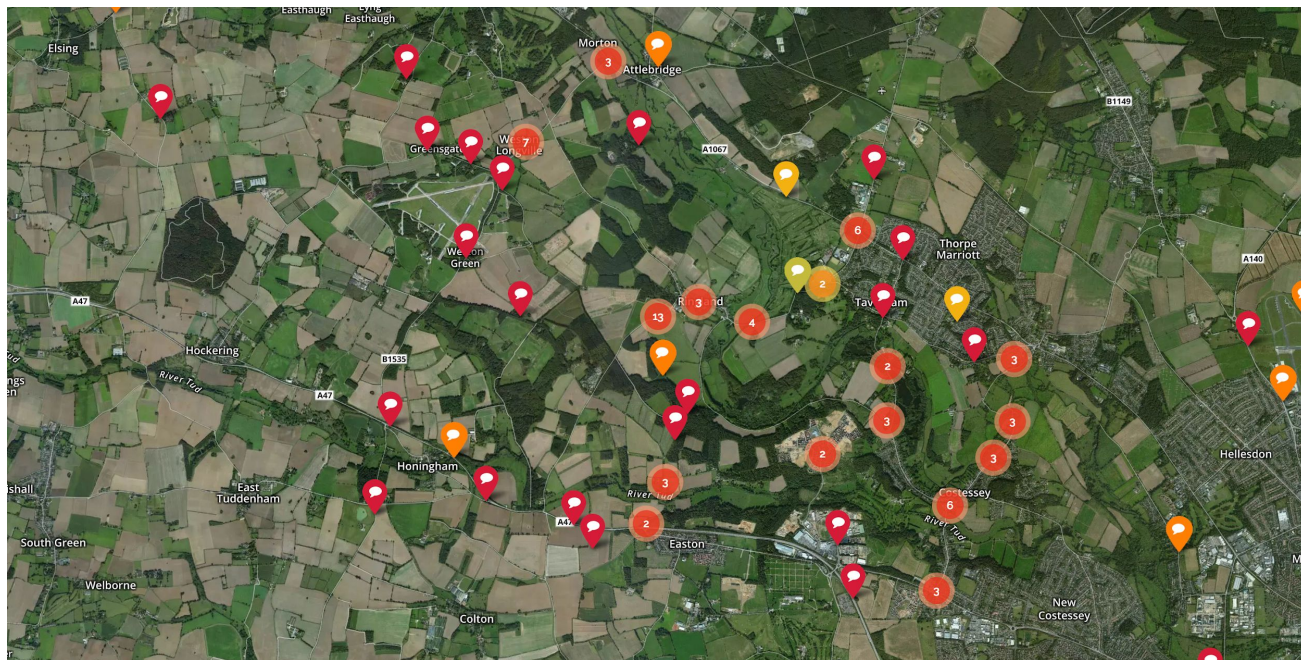 Easthaugh
Lyng
Easthaugh
Elsing
Morton
3
Attlebridge
B1149
Greensgate
7
Longville
A1067
6
Thorpe
Marriott
Green
A140
A47
3
2
13
4
Hockering
B1535
River Tud
3
2
A47
3
3
Honingham
2
3
Hellesdon
East
Tuddenham
3
Costessey
6
A47
2
River Tud
South Green
Easton
Welborne
3
New
Costessey
Colton